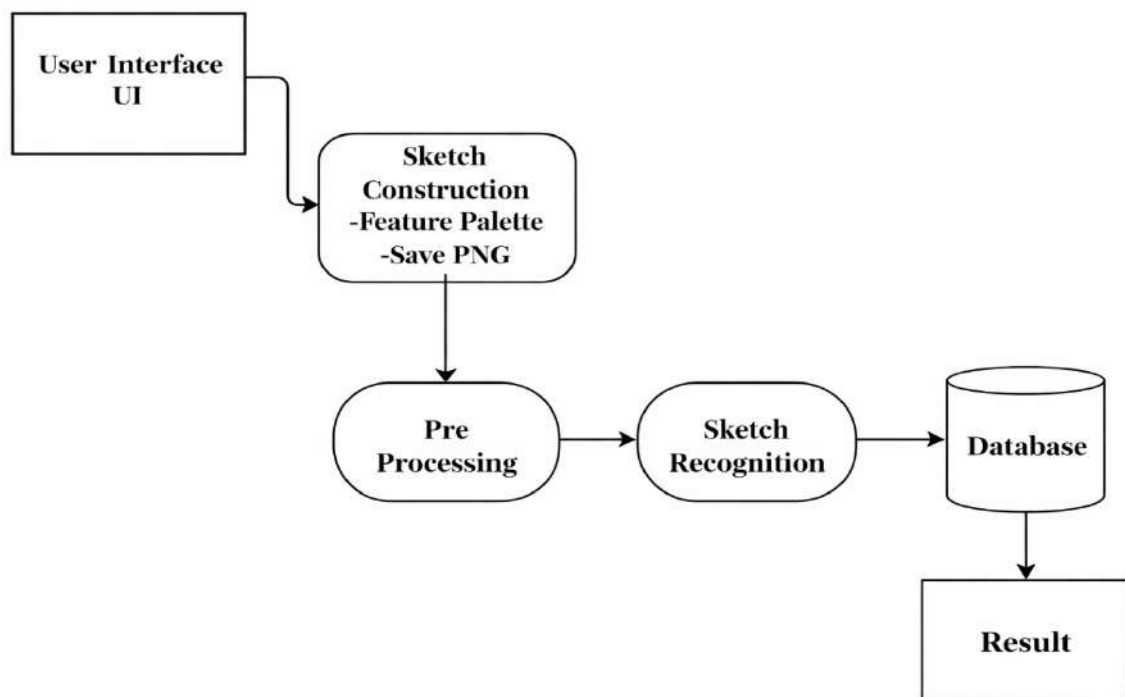 User Interface
UI
Sketch
Construction
-Feature Palette
-Save PNG
Pre
Processing
Sketch
Recognition
Database
Result